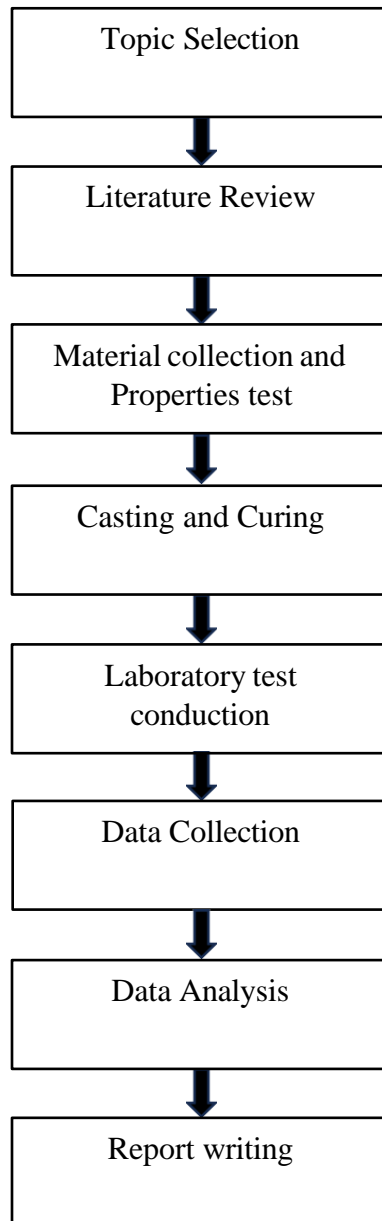 Topic Selection
Literature Review
Material collection and
Properties test
Casting and Curing
Laboratory test
conduction
Data Collection
Data Analysis
Report writing